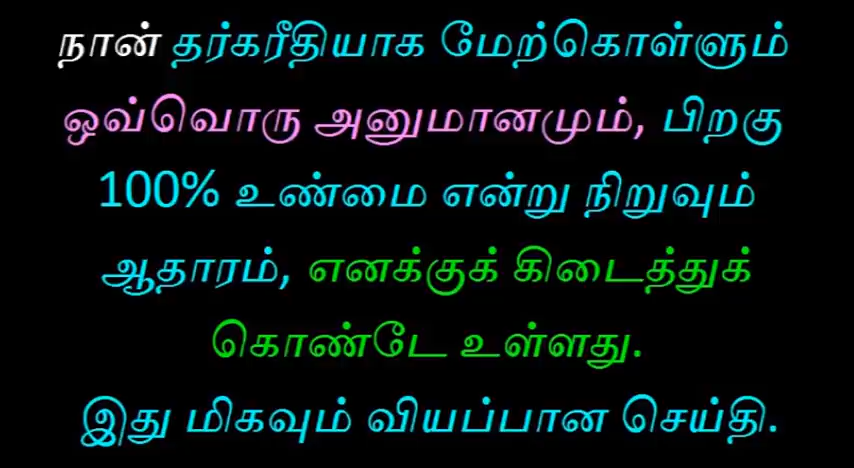 நான் தர்கரீதியாக மேற்கொள்ளும்
ஒவ்வொரு அனுமானமும், பிறகு
100% உண்மை என்று நிறுவும்
ஆதாரம், எனக்குக் கிடைத்துக்
கொண்டே உள்ளது.
இது மிகவும் வியப்பான செய்தி.